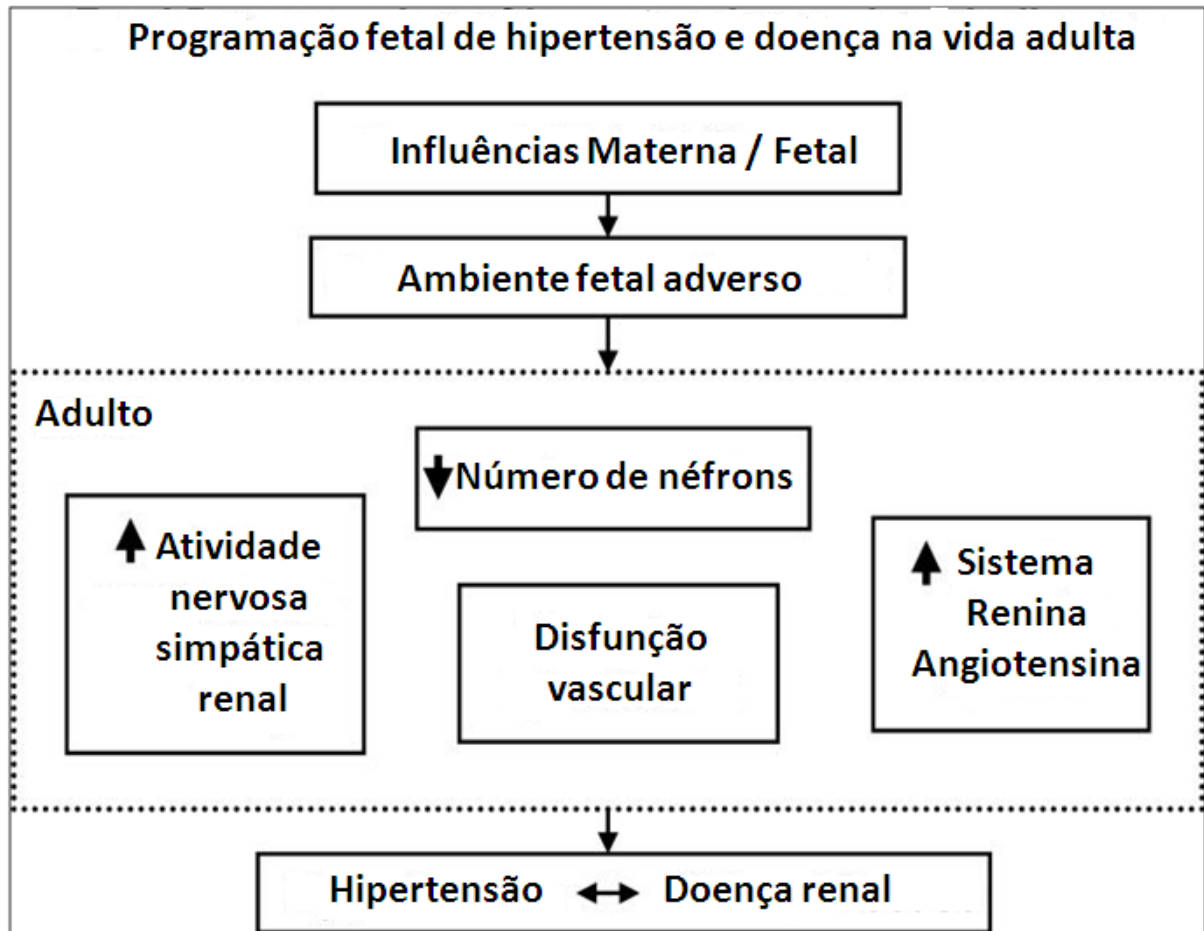 Programação fetal de hipertensão e doença na vida adulta
Influências Materna / Fetal
Ambiente fetal adverso
Adulto
Número de néfrons
Atividade
nervosa
simpática
renal
Disfunção
vascular
Sistema
Renina
Angiotensina
Hipertensão ↔ Doença renal